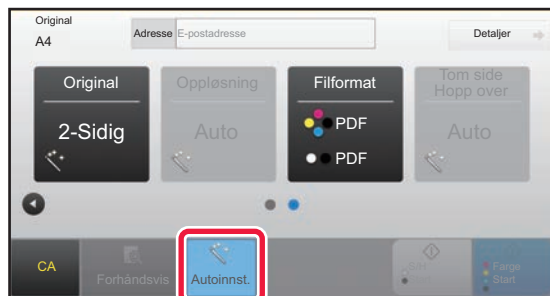 Original
A4
Adresse
E-postadresse
Detaljer
Original
2-Sidig
Oppløsning
Auto
Filformat
PDF
PDF
Tom side
Hopp over
Auto
CA
Forhåndsvis
Autoinnst.
S/H
Farge
Start